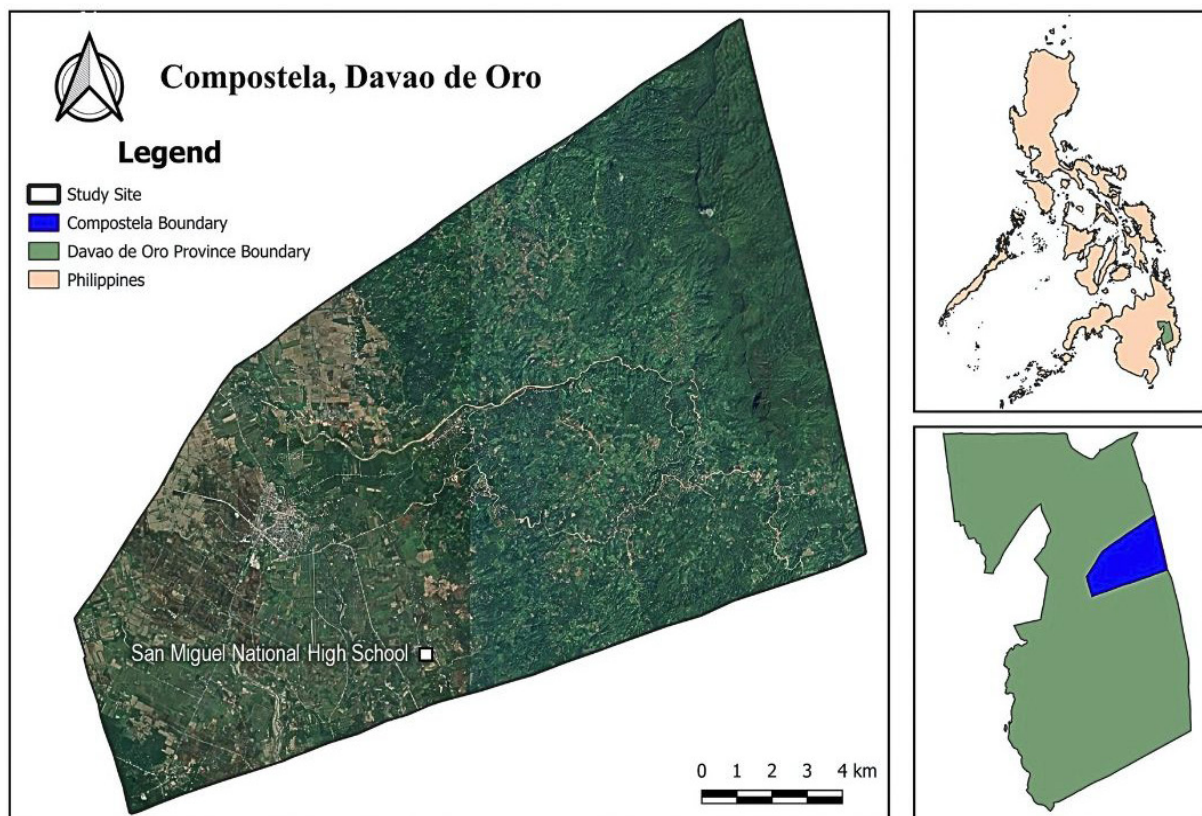 Compostela, Davao de Oro
Legend
Study Site
Compostela Boundary
Davao de Oro Province Boundary
Philippines
San Miguel National High School
0 1 2 3 4 km